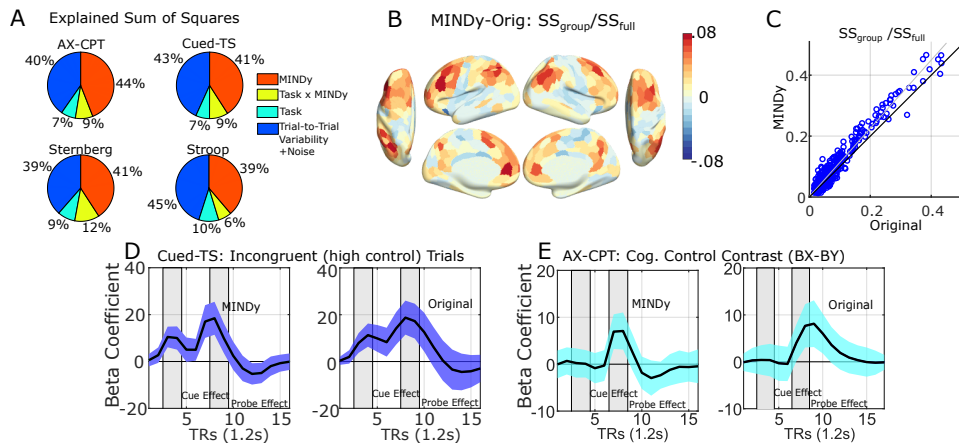 A
Explained Sum of Squares
AX-CPT
40%
44%
7%
9%
Cued-TS
43%
41%
7%
9%
MINDy
Task x MINDy
Task
Trial-to-Trial
Variability
+Noise
Sternberg
39%
41%
9%
12%
Stroop
39%
45%
10%
6%
B
MINDy-Orig: SSgroup/SSfull
.08
0
-.08
C
SSgroup /SSfull
MINDy
0.4
0.2
0
0
0.2
0.4
Original
D
Cued-TS: Incongruent (high control) Trials
Beta Coefficient
40
20
0
-20
MINDy
Cue Effect
Probe Effect
5
10
15
TRs (1.2s)
40
20
0
-20
Original
Cue Effect
Probe Effect
5
10
15
TRs (1.2s)
E
AX-CPT: Cog. Control Contrast (BX-BY)
Beta Coefficient
20
10
0
-10
MINDy
Cue Effect
Probe Effect
5
10
15
TRs (1.2s)
20
10
0
-10
Original
Cue Effect
Probe Effect
5
10
15
TRs (1.2s)